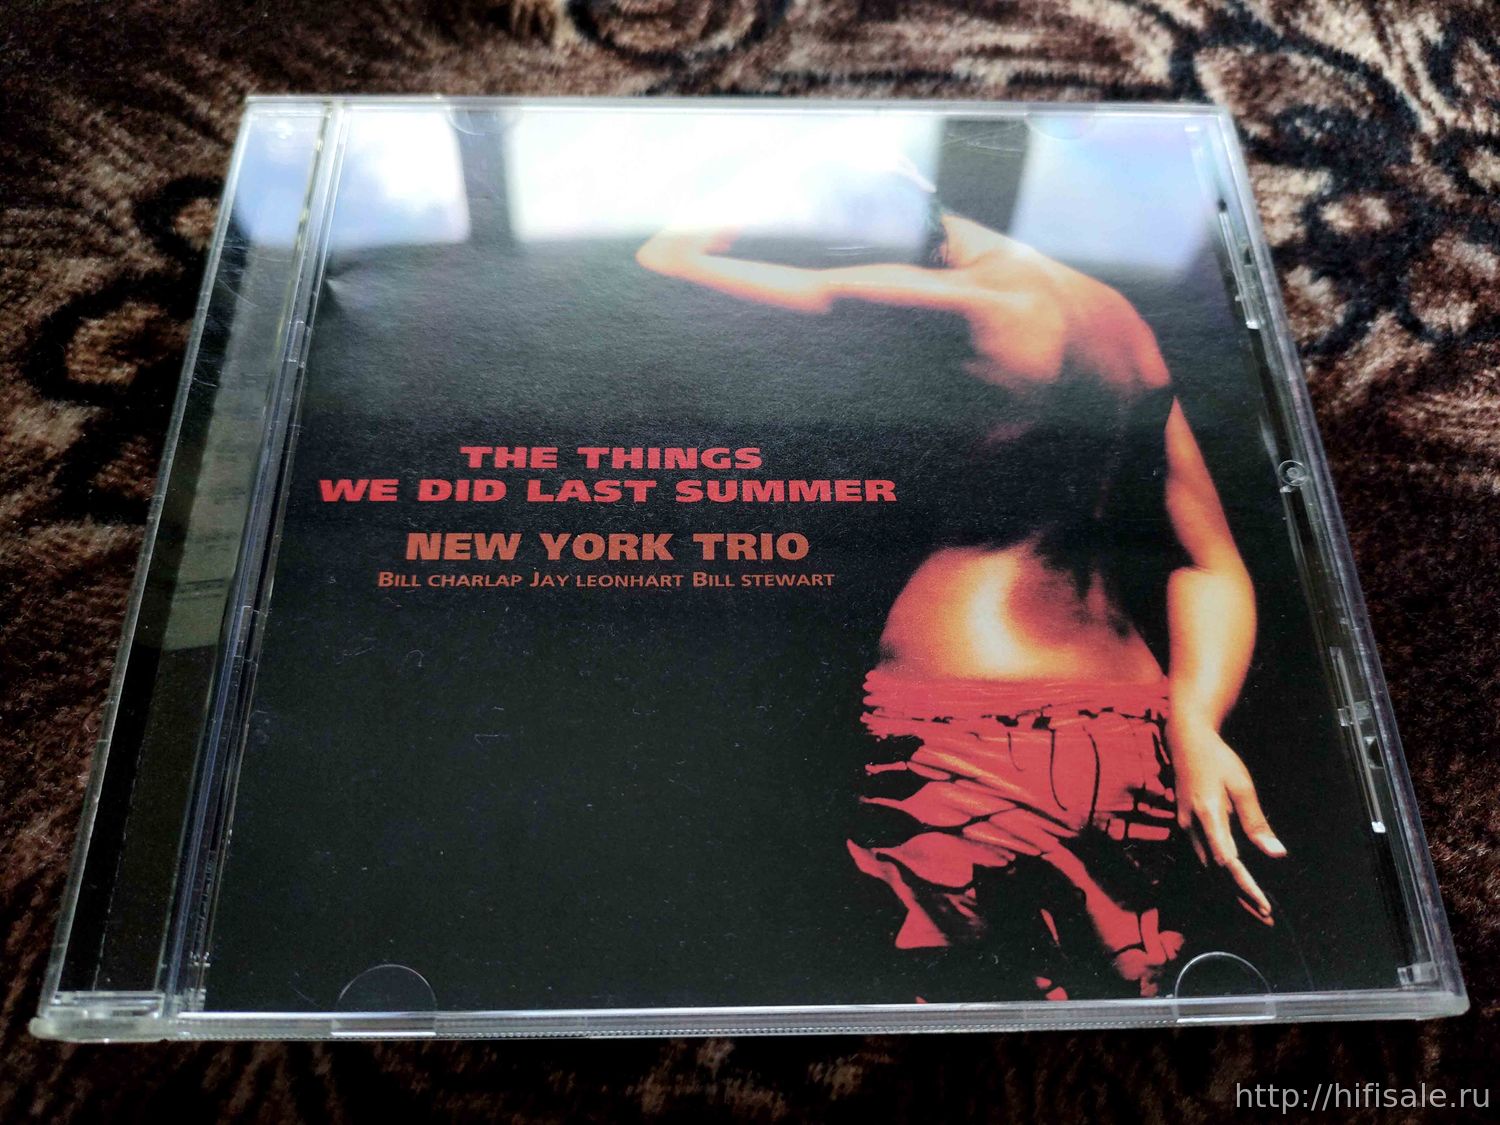 THE THINGS
WE DID LAST SUMMER
NEW YORK TRIO
BILL CHARLAP JAY LEONHART BILL STEWART
http://hifisale.ru